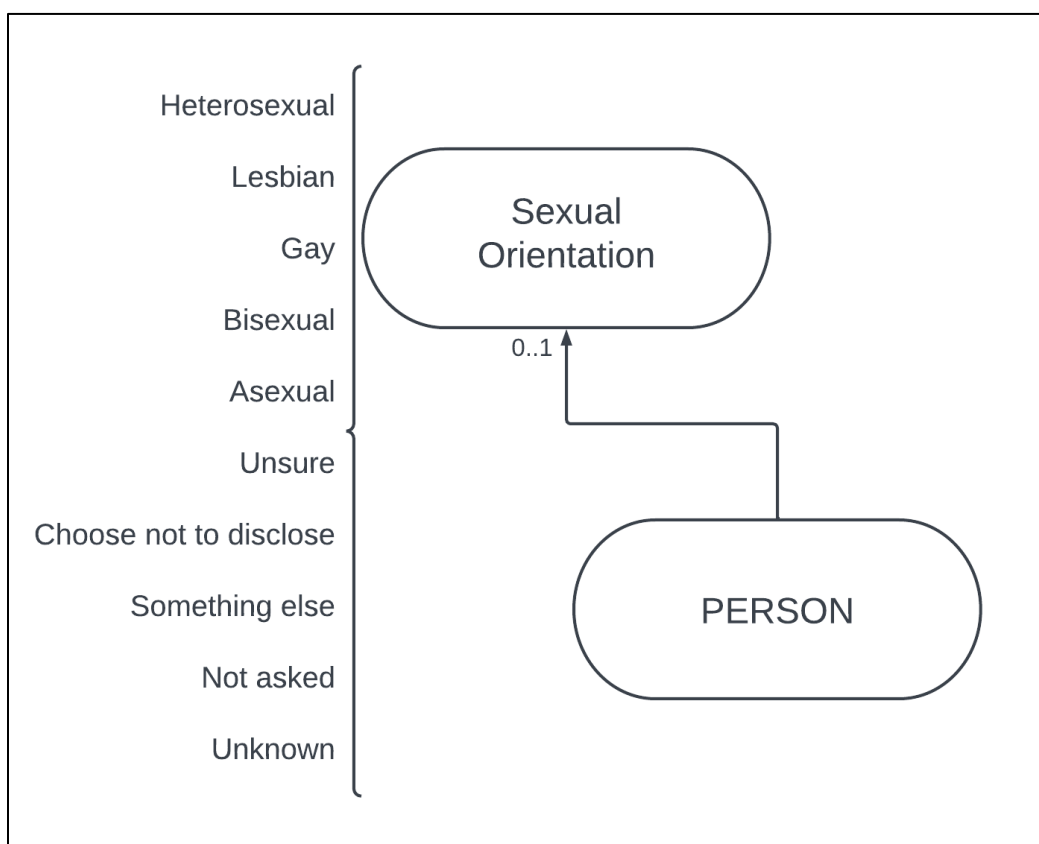 Heterosexual
Lesbian
Gay
Bisexual
Asexual
Unsure
Choose not to disclose
Something else
Not asked
Unknown
Sexual
Orientation
0..1
PERSON